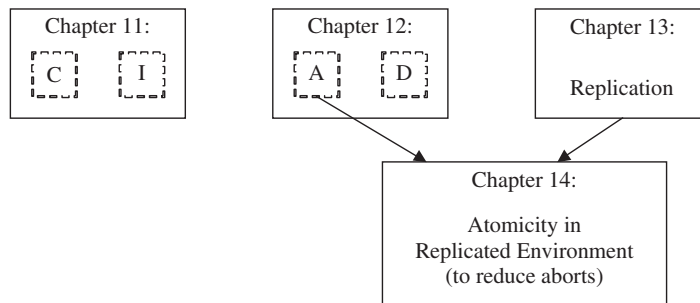 Chapter 11:
C I
Chapter 12:
A D
Chapter 13:
Replication
Chapter 14:
Atomicity in
Replicated Environment
(to reduce aborts)